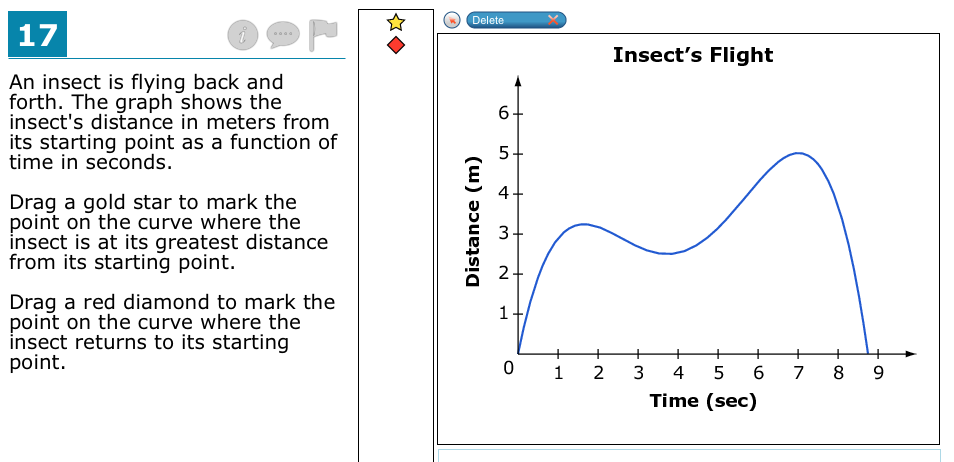 17
An insect is flying back and
forth. The graph shows the
insect's distance in meters from
its starting point as a function of
time in seconds.
Drag a gold star to mark the
point on the curve where the
insect is at its greatest distance
from its starting point.
Drag a red diamond to mark the
point on the curve where the
insect returns to its starting
point.
Delete
Insect’s Flight
Distance (m)
6
5
4
3
2
1
0
1 2 3 4 5 6 7 8 9
Time (sec)